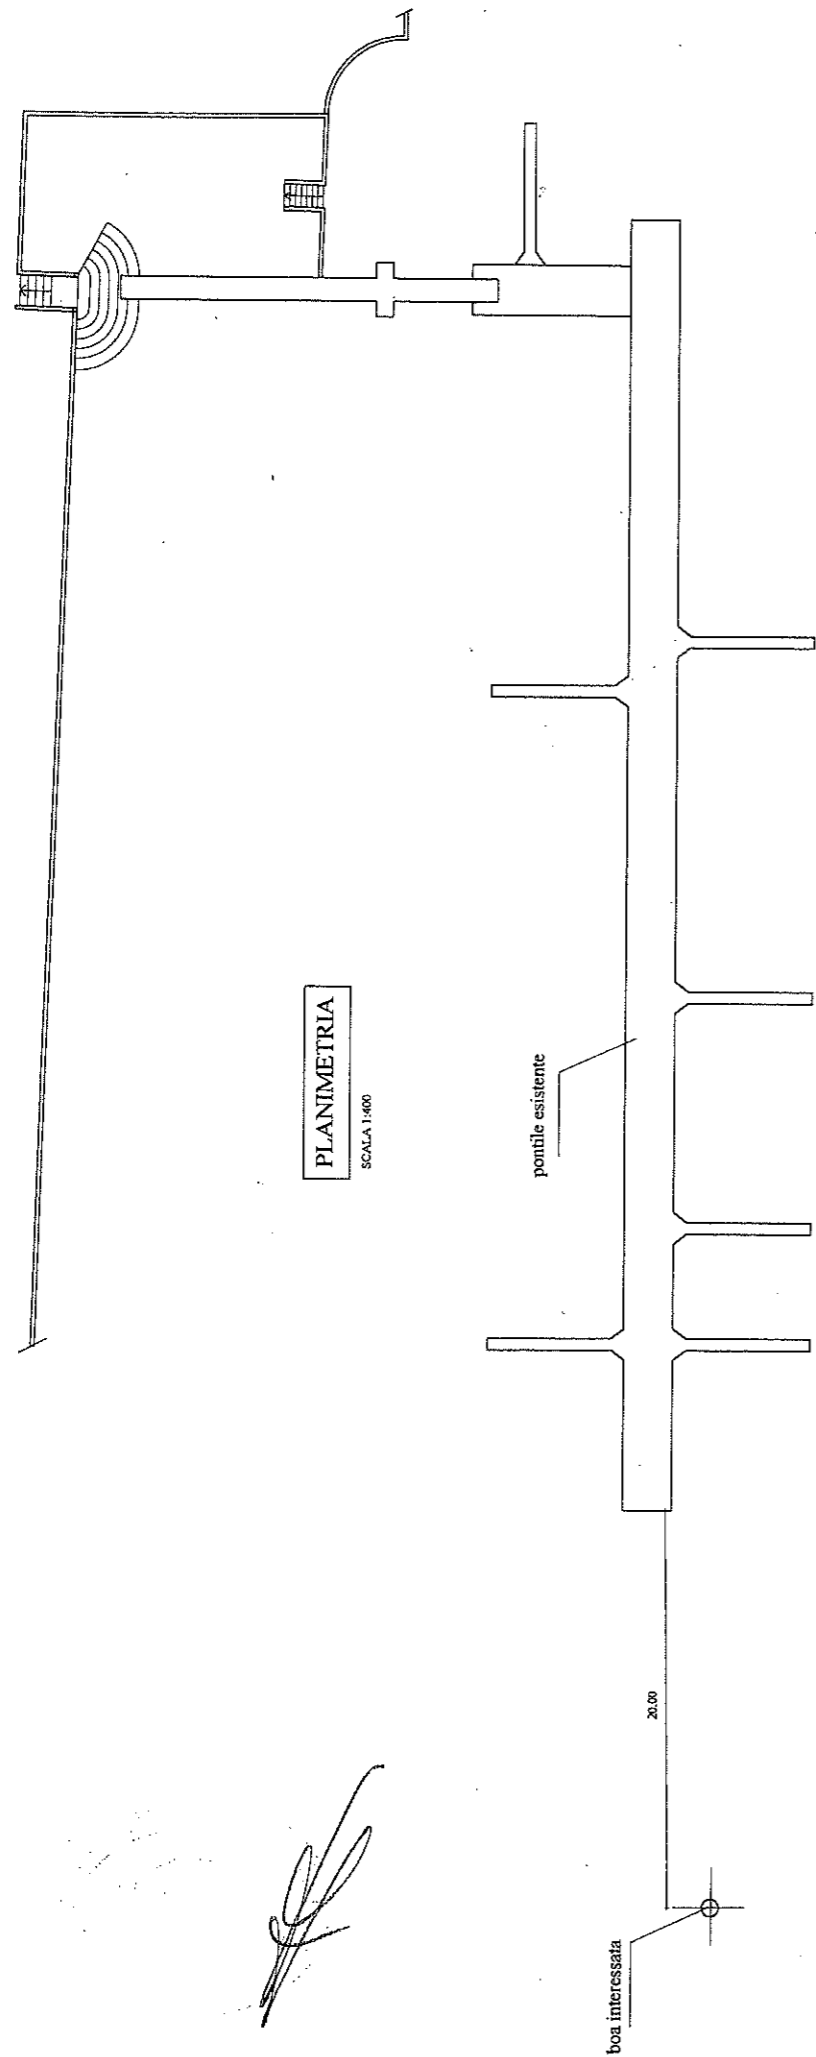 PLANIMETRIA
SCALA 1:400
pontile esistente
20.00
boa interessata